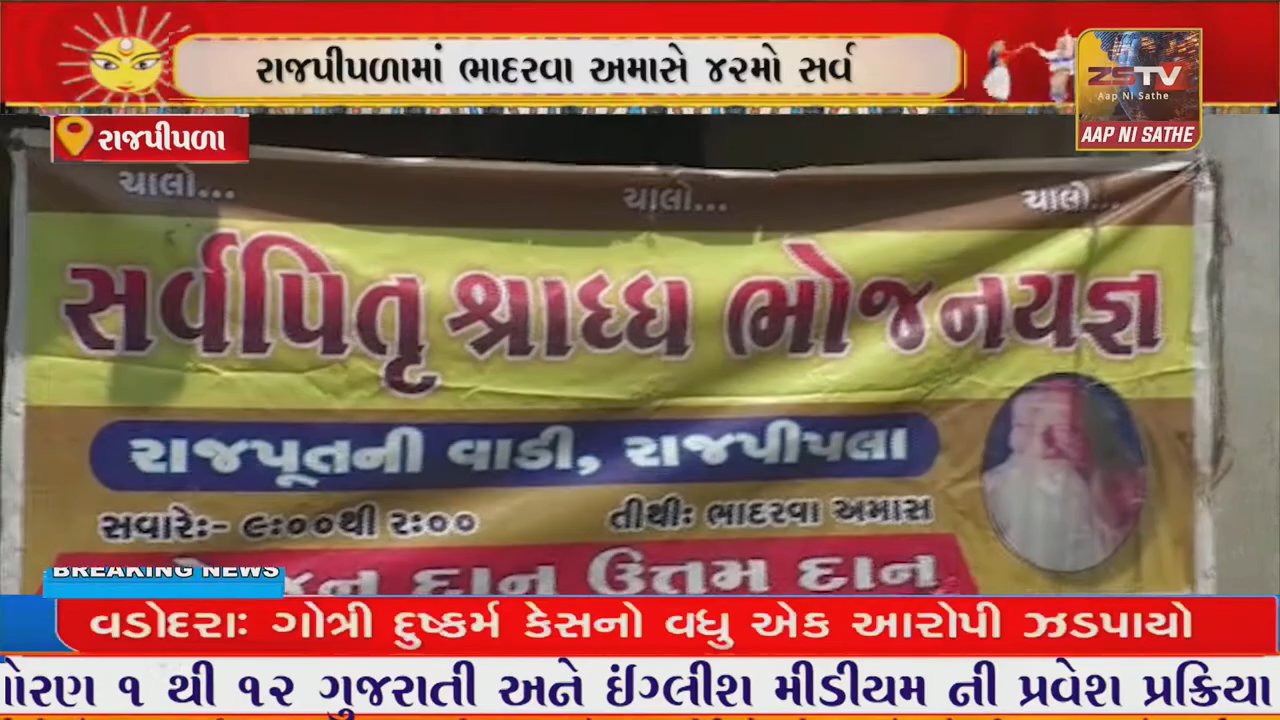 રાજપીપળામાં ભાદરવા અમાસે ૪૨મો સર્વ
ZSTV
Aap Ni Sathe
AAP NI SATHE
રાજપીપળા
ચાલો... ચાલો... ચાલો...
સર્વપિતૃ શ્રાધ્ધ ભોજનયજ્ઞ
રાજપૂતની વાડી, રાજપીપલા
સવારેઃ- ૯ઃ૦૦થી ૨ઃ૦૦ તીથીઃ ભાદરવા અમાસ
દાન ઉત્તમ દાન
BREAKING NEWS
વડોદરાઃ ગોત્રી દુષ્કર્મ કેસનો વધુ એક આરોપી ઝડપાયો
૧ થી ૧૨ ગુજરાતી અને ઈંગ્લીશ મીડીયમ ની પ્રવેશ પ્રક્રિયા